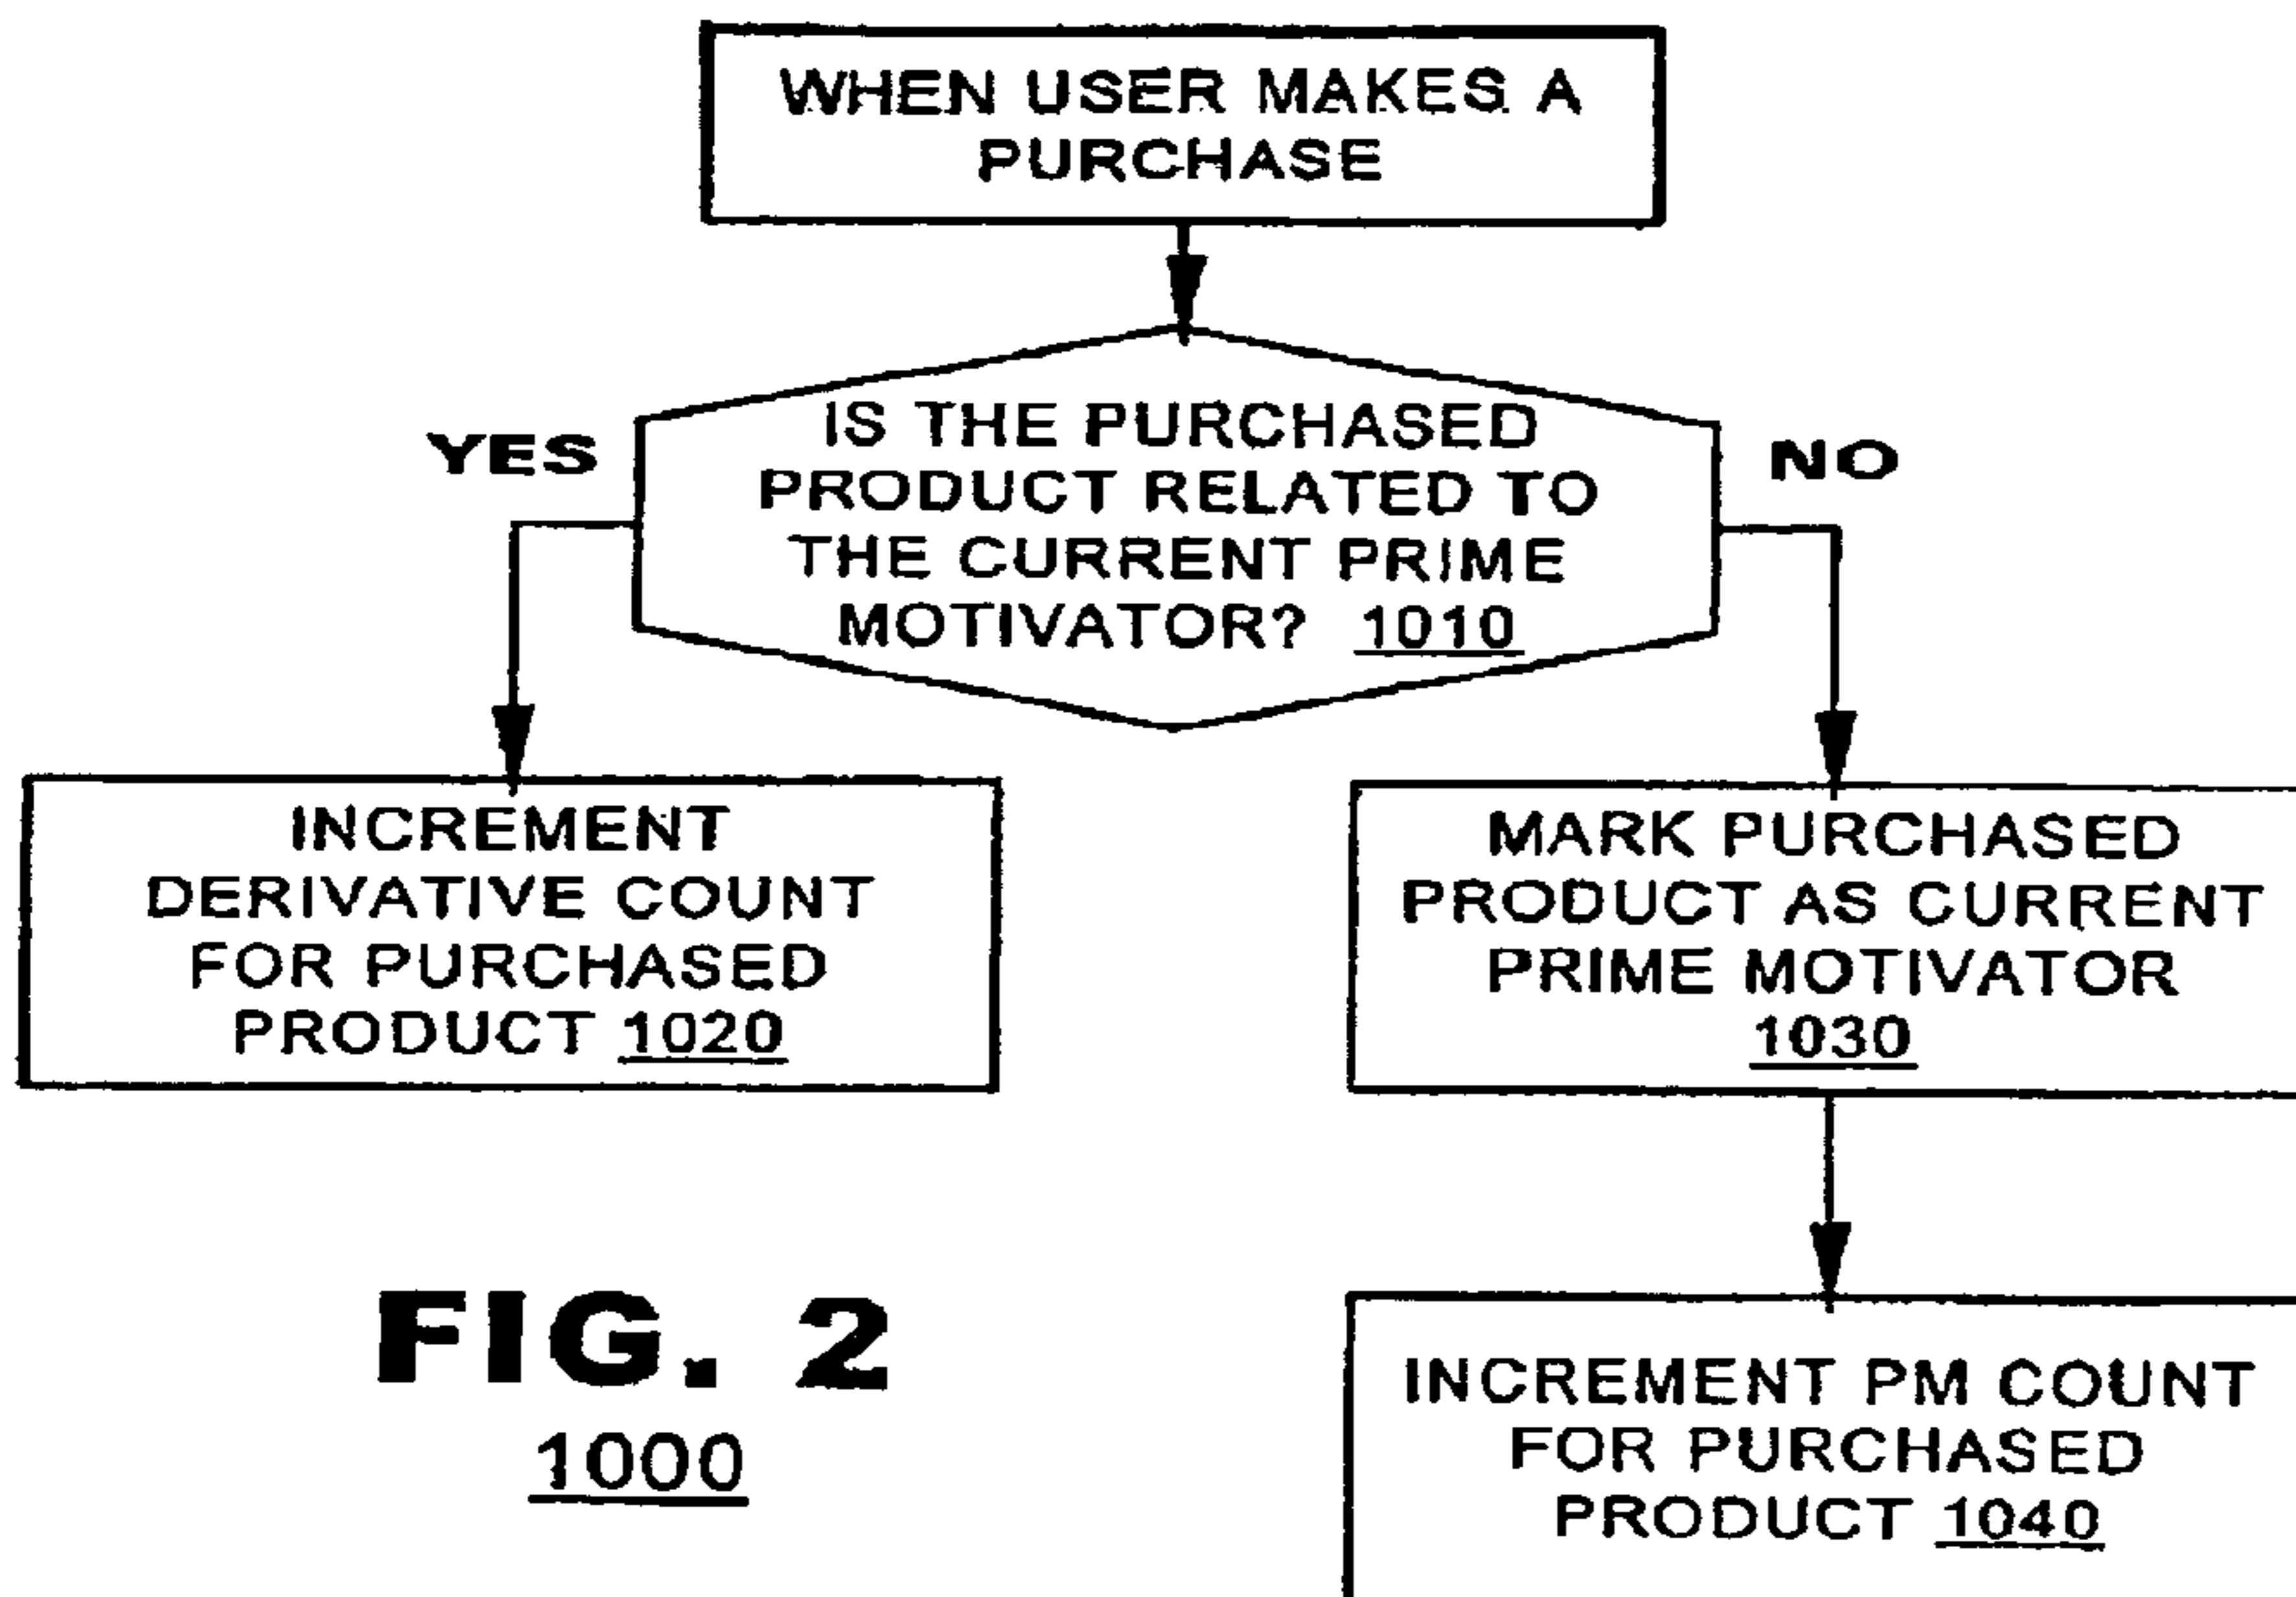 WHEN USER MAKES A
PURCHASE
IS THE PURCHASED
PRODUCT RELATED TO
THE CURRENT PRIME
MOTIVATOR? 1010
YES
NO
INCREMENT
DERIVATIVE COUNT
FOR PURCHASED
PRODUCT 1020
MARK PURCHASED
PRODUCT AS CURRENT
PRIME MOTIVATOR
1030
INCREMENT PM COUNT
FOR PURCHASED
PRODUCT 1040
FIG. 2
1000